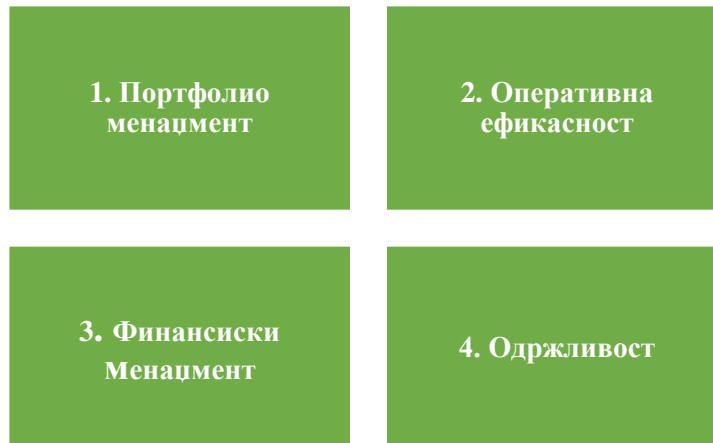 1. Портфолио
менаџмент
2. Оперативна
ефикасност
3. Финансиски
Менаџмент
4. Одржливост